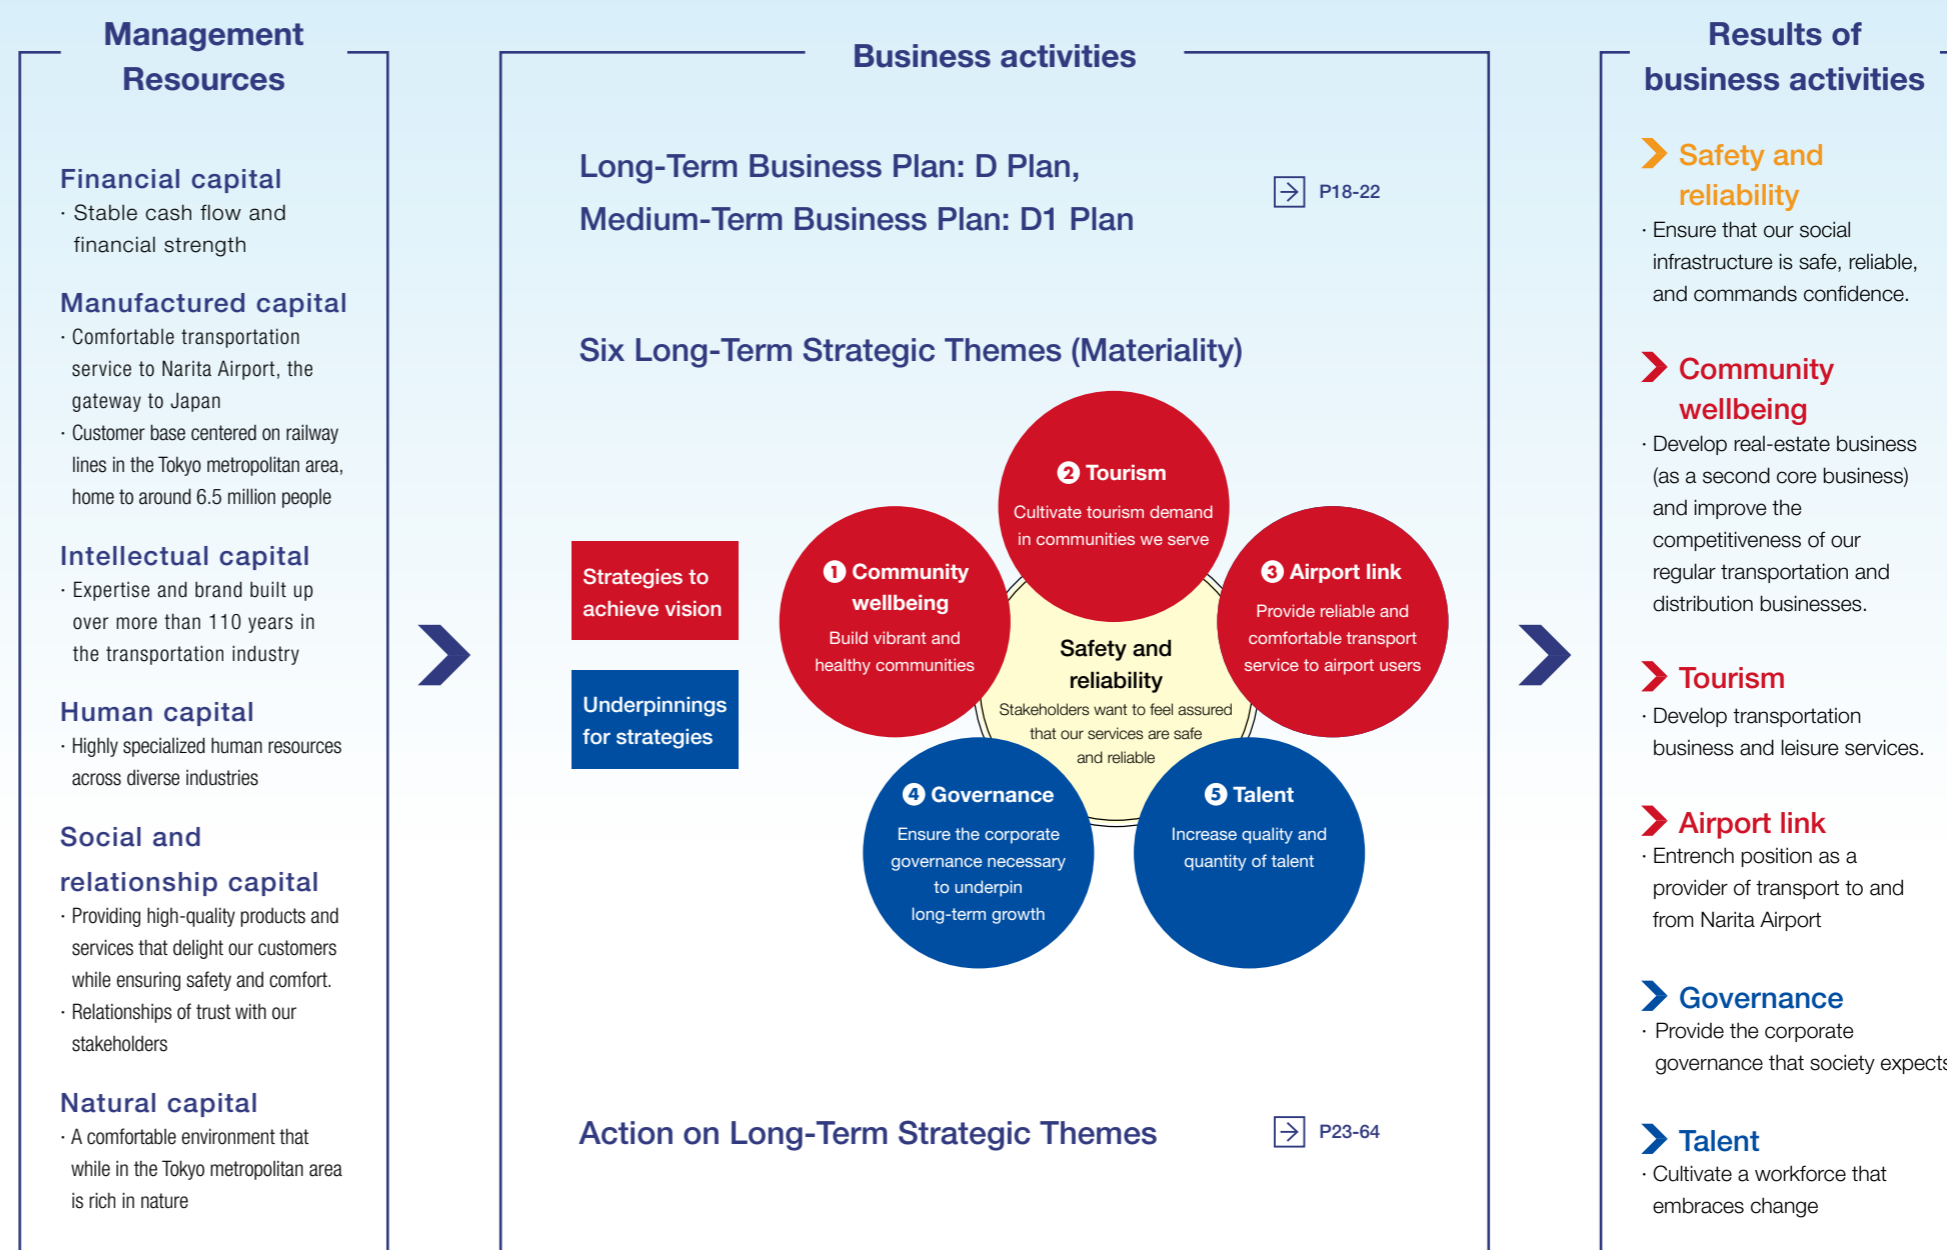 Management
Resources
Financial capital
· Stable cash flow and
financial strength
Manufactured capital
· Comfortable transportation
service to Narita Airport, the
gateway to Japan
· Customer base centered on railway
lines in the Tokyo metropolitan area,
home to around 6.5 million people
Intellectual capital
· Expertise and brand built up
over more than 110 years in
the transportation industry
Human capital
· Highly specialized human resources
across diverse industries
Social and
relationship capital
· Providing high-quality products and
services that delight our customers
while ensuring safety and comfort.
· Relationships of trust with our
stakeholders
Natural capital
· A comfortable environment that
while in the Tokyo metropolitan area
is rich in nature
Business activities
Long-Term Business Plan: D Plan,
Medium-Term Business Plan: D1 Plan
P18-22
Six Long-Term Strategic Themes (Materiality)
Strategies to
achieve vision
Underpinnings
for strategies
❶ Community
wellbeing
Build vibrant and
healthy communities
❷ Tourism
Cultivate tourism demand
in communities we serve
❸ Airport link
Provide reliable and
comfortable transport
service to airport users
Safety and
reliability
Stakeholders want to feel assured
that our services are safe
and reliable
❹ Governance
Ensure the corporate
governance necessary
to underpin
long-term growth
❺ Talent
Increase quality and
quantity of talent
Action on Long-Term Strategic Themes
P23-64
Results of
business activities
Safety and
reliability
· Ensure that our social
infrastructure is safe, reliable,
and commands confidence.
Community
wellbeing
· Develop real-estate business
(as a second core business)
and improve the
competitiveness of our
regular transportation and
distribution businesses.
Tourism
· Develop transportation
business and leisure services.
Airport link
· Entrench position as a
provider of transport to and
from Narita Airport
Governance
· Provide the corporate
governance that society expects
Talent
· Cultivate a workforce that
embraces change